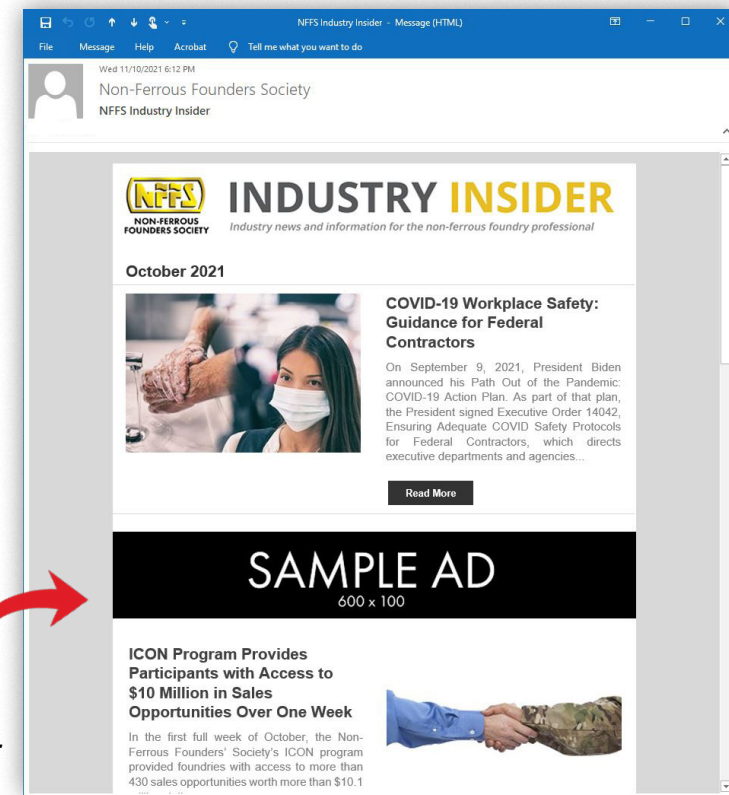 NFFS Industry Insider - Message (HTML)
File Message Help Acrobat Tell me what you want to do
Wed 11/10/2021 6:12 PM
Non-Ferrous Founders Society
NFFS Industry Insider
NFFS
NON-FERROUS
FOUNDERS SOCIETY
INDUSTRY INSIDER
Industry news and information for the non-ferrous foundry professional
October 2021
COVID-19 Workplace Safety:
Guidance for Federal
Contractors
On September 9, 2021, President Biden
announced his Path Out of the Pandemic:
COVID-19 Action Plan. As part of that plan,
the President signed Executive Order 14042,
Ensuring Adequate COVID Safety Protocols
for Federal Contractors, which directs
executive departments and agencies...
Read More
SAMPLE AD
600 x 100
ICON Program Provides
Participants with Access to
$10 Million in Sales
Opportunities Over One Week
In the first full week of October, the Non-
Ferrous Founders' Society's ICON program
provided foundries with access to more than
430 sales opportunities worth more than $10.1